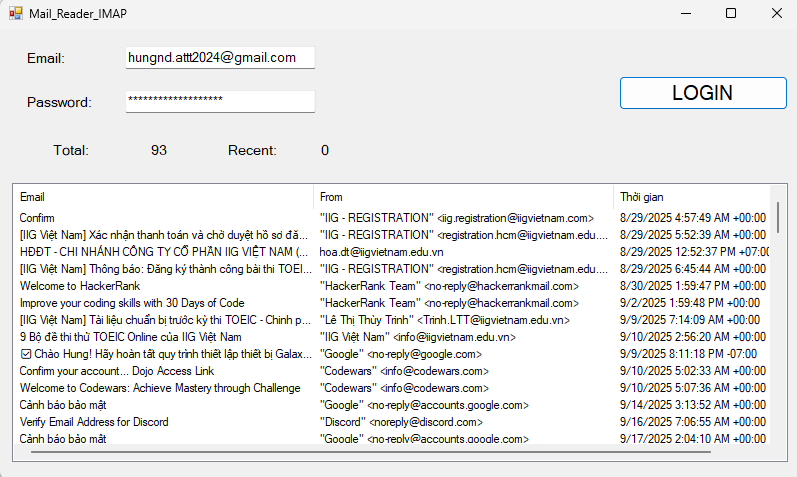 Mail_Reader_IMAP
Email: hungnd.attt2024@gmail.com
LOGIN
Password: *******************
Total: 93 Recent: 0
Email From Thời gian
Confirm "IIG - REGISTRATION" <iig.registration@iigvietnam.com> 8/29/2025 4:57:49 AM +00:00
[IIG Việt Nam] Xác nhận thanh toán và chờ duyệt hồ sơ đă... "IIG - REGISTRATION" <registration.hcm@iigvietnam.edu.... 8/29/2025 5:52:39 AM +00:00
HĐĐT - CHI NHÁNH CÔNG TY CỔ PHẦN IIG VIỆT NAM (... hoa.dt@iigvietnam.edu.vn 8/29/2025 12:52:37 PM +07:00
[IIG Việt Nam] Thông báo: Đăng ký thành công bài thi TOEI... "IIG - REGISTRATION" <registration.hcm@iigvietnam.edu.... 8/29/2025 6:45:44 AM +00:00
Welcome to HackerRank "HackerRank Team" <no-reply@hackerrankmail.com> 8/30/2025 1:59:47 PM +00:00
Improve your coding skills with 30 Days of Code "HackerRank Team" <no-reply@hackerrankmail.com> 9/2/2025 1:59:48 PM +00:00
[IIG Việt Nam] Tài liệu chuẩn bị trước kỳ thi TOEIC - Chinh p... "Lê Thị Thùy Trinh" <Trinh.LTT@iigvietnam.edu.vn> 9/9/2025 7:14:09 AM +00:00
9 Bộ đề thi thử TOEIC Online của IIG Việt Nam "IIG Việt Nam" <info@iigvietnam.edu.vn> 9/10/2025 2:56:20 AM +00:00
☑ Chào Hung! Hãy hoàn tất quy trình thiết lập thiết bị Galax... "Google" <no-reply@google.com> 9/9/2025 8:11:18 PM -07:00
Confirm your account... Dojo Access Link "Codewars" <info@codewars.com> 9/10/2025 5:02:33 AM +00:00
Welcome to Codewars: Achieve Mastery through Challenge "Codewars" <info@codewars.com> 9/10/2025 5:07:36 AM +00:00
Cảnh báo bảo mật "Google" <no-reply@accounts.google.com> 9/14/2025 3:13:52 AM +00:00
Verify Email Address for Discord "Discord" <noreply@discord.com> 9/16/2025 7:06:55 AM +00:00
Cảnh báo bảo mật "Google" <no-reply@accounts.google.com> 9/17/2025 2:04:10 AM +00:00